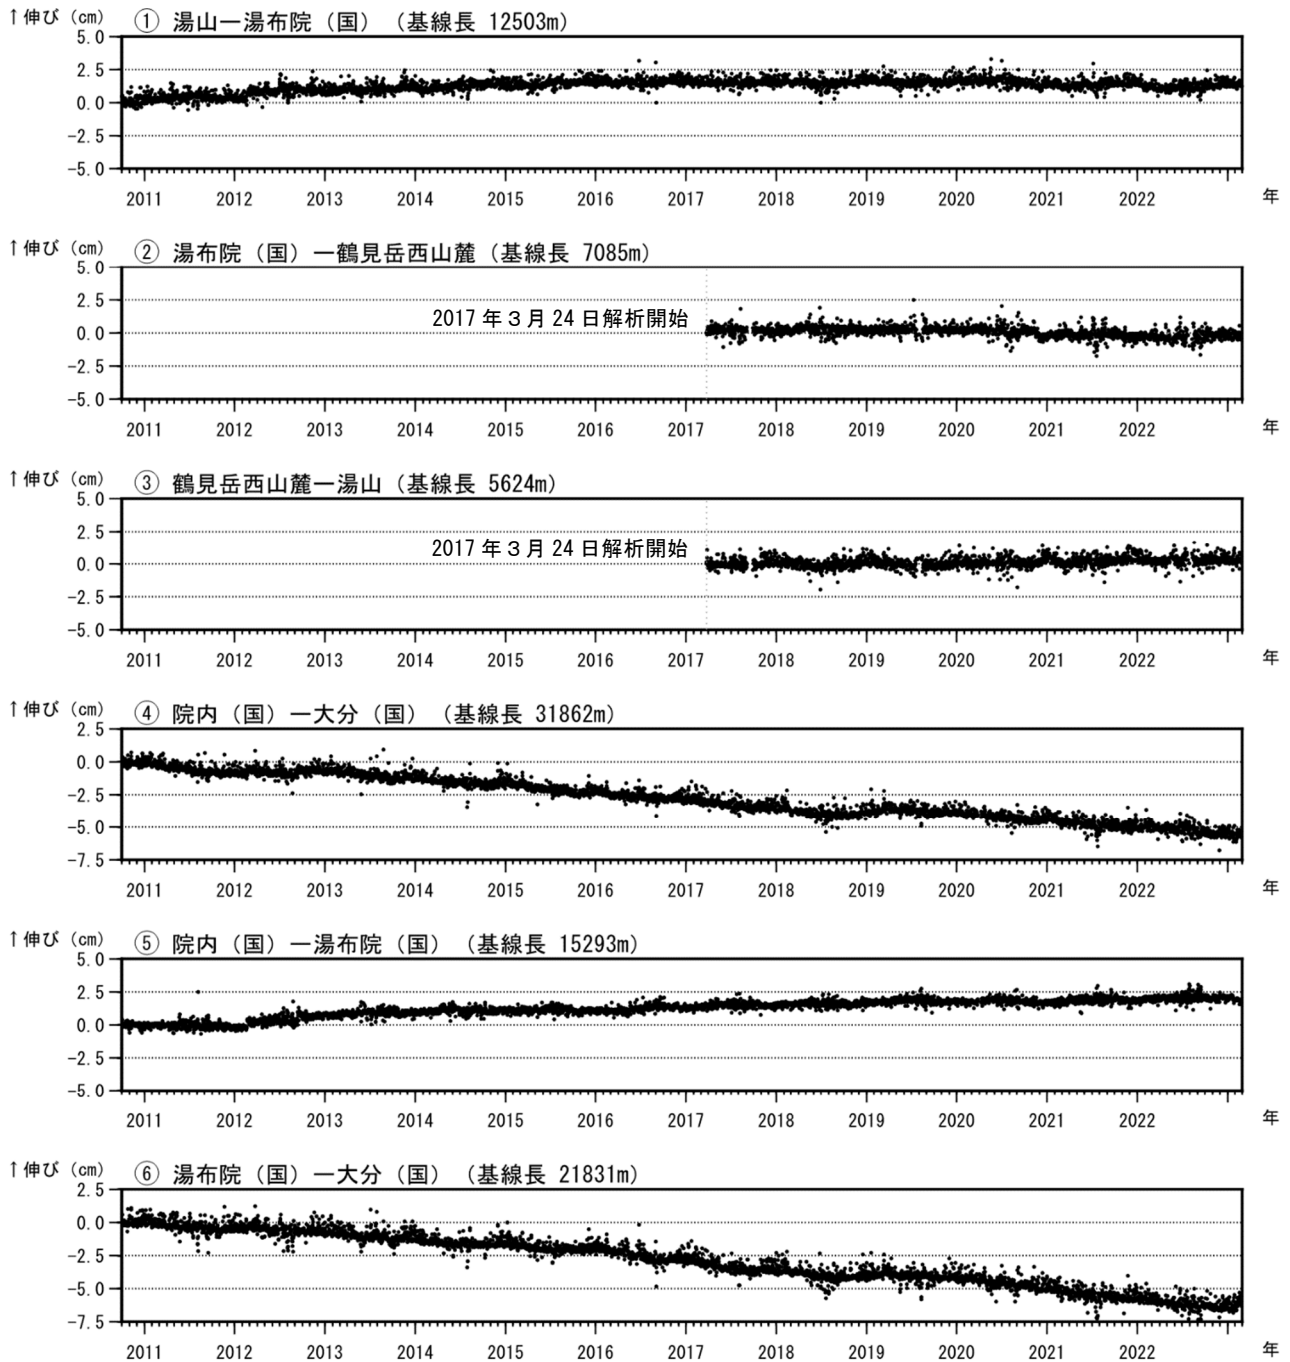 ↑伸び (cm) ① 湯山ー湯布院（国）（基線長 12503m）
5.0
2.5
0.0
-2.5
-5.0
2011 2012 2013 2014 2015 2016 2017 2018 2019 2020 2021 2022 年
↑伸び (cm) ② 湯布院（国）ー鶴見岳西山麓（基線長 7085m）
5.0
2.5
2017 年３月 24 日解析開始
0.0
-2.5
-5.0
2011 2012 2013 2014 2015 2016 2017 2018 2019 2020 2021 2022 年
↑伸び (cm) ③ 鶴見岳西山麓ー湯山（基線長 5624m）
5.0
2.5
2017 年３月 24 日解析開始
0.0
-2.5
-5.0
2011 2012 2013 2014 2015 2016 2017 2018 2019 2020 2021 2022 年
↑伸び (cm) ④ 院内（国）ー大分（国）（基線長 31862m）
2.5
0.0
-2.5
-5.0
-7.5
2011 2012 2013 2014 2015 2016 2017 2018 2019 2020 2021 2022 年
↑伸び (cm) ⑤ 院内（国）ー湯布院（国）（基線長 15293m）
5.0
2.5
0.0
-2.5
-5.0
2011 2012 2013 2014 2015 2016 2017 2018 2019 2020 2021 2022 年
↑伸び (cm) ⑥ 湯布院（国）ー大分（国）（基線長 21831m）
2.5
0.0
-2.5
-5.0
-7.5
2011 2012 2013 2014 2015 2016 2017 2018 2019 2020 2021 2022 年